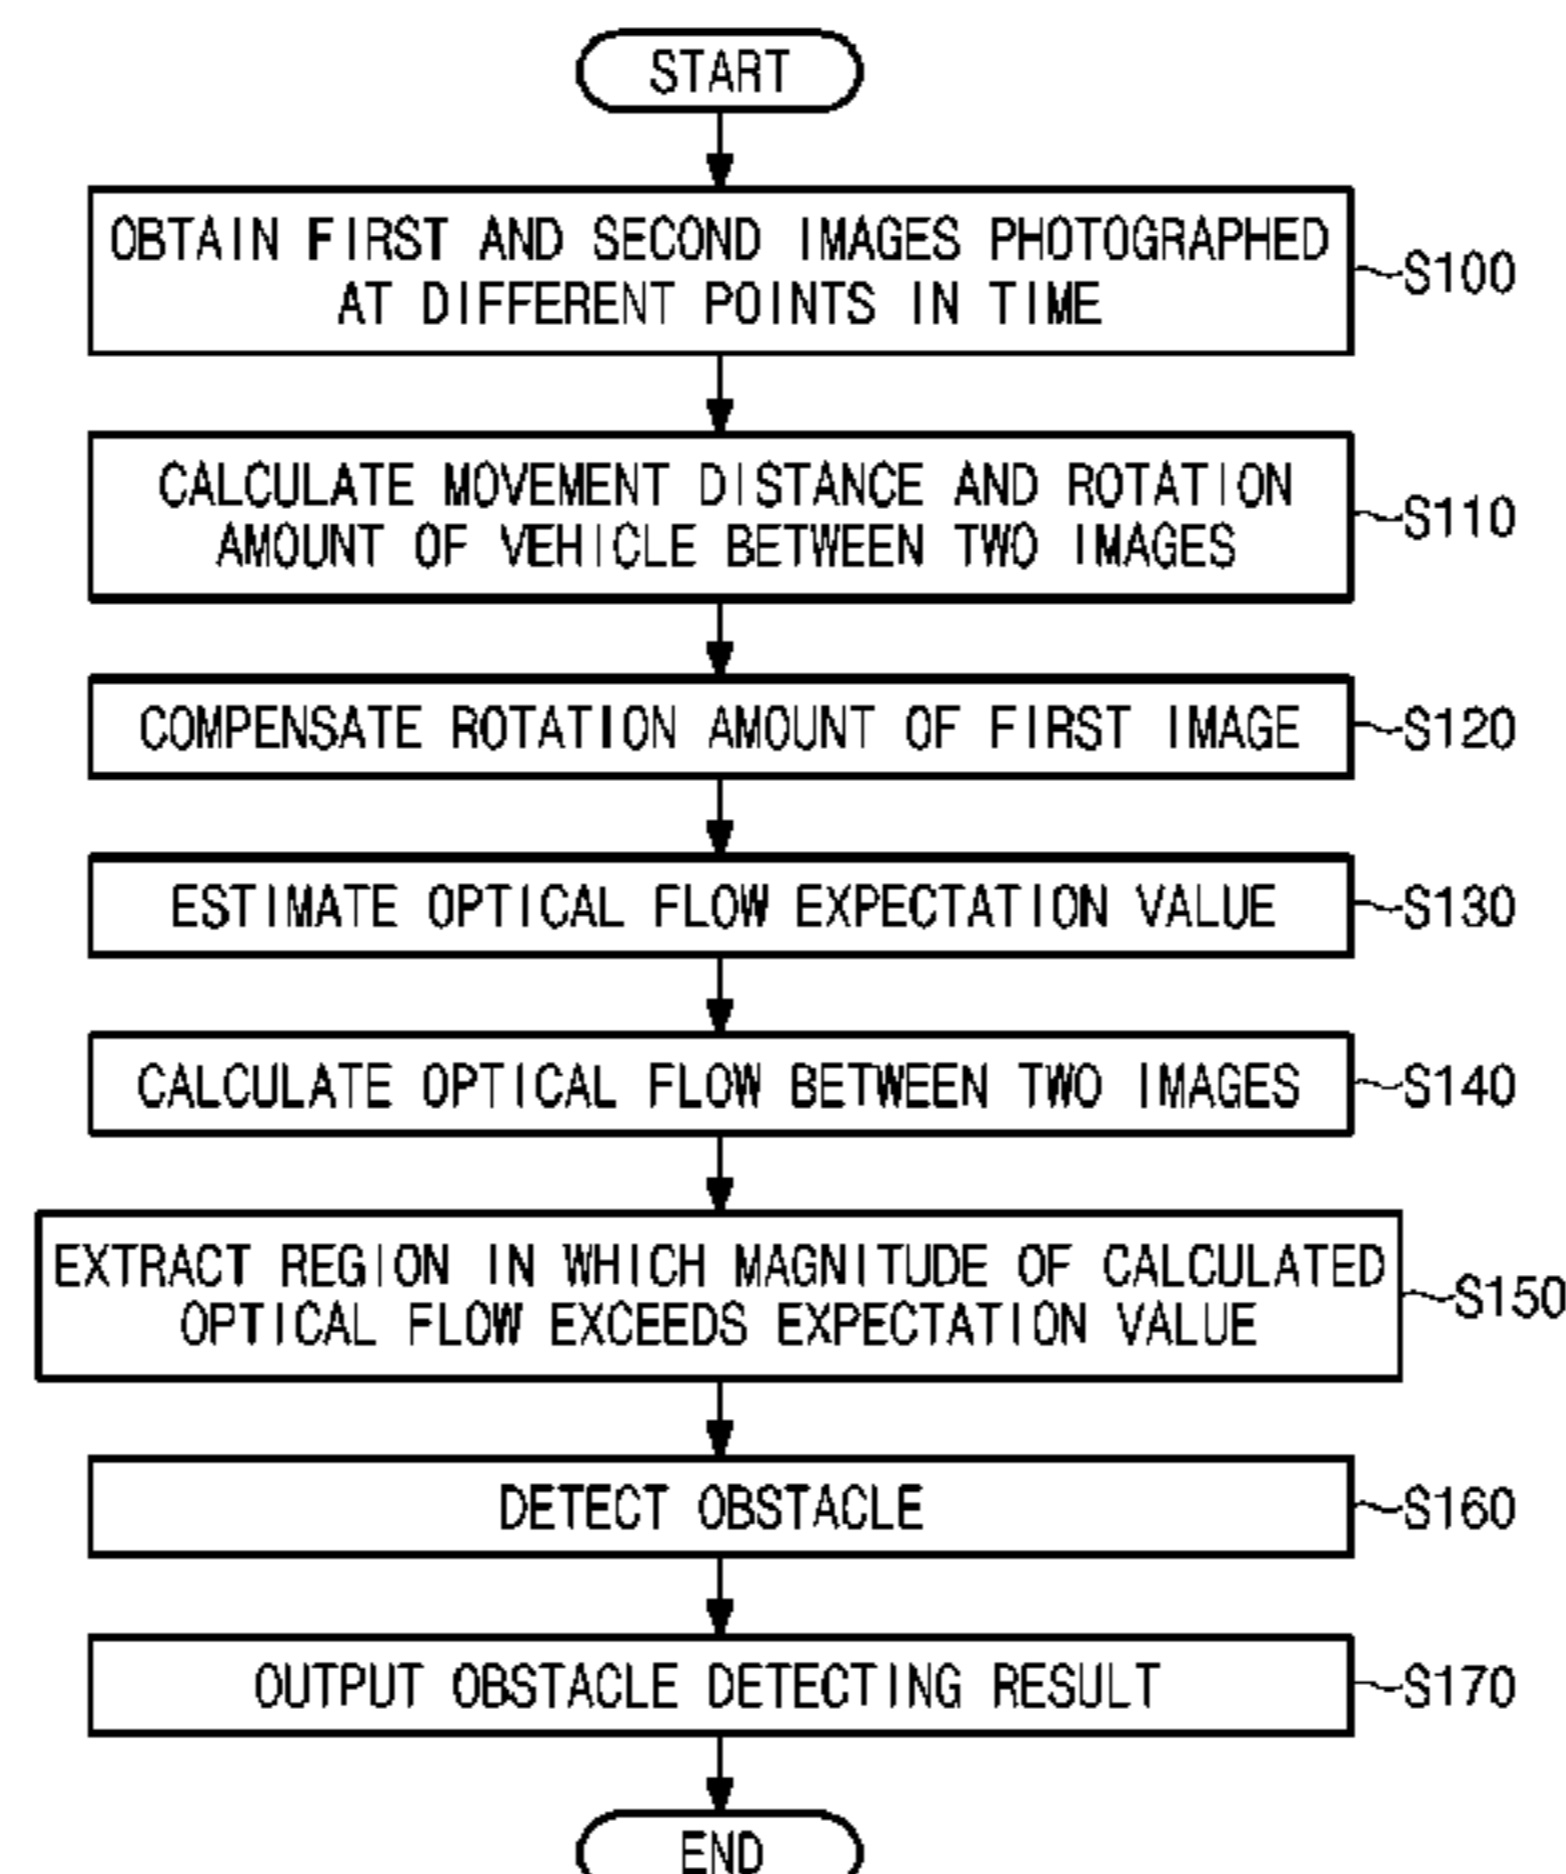 START
OBTAIN FIRST AND SECOND IMAGES PHOTOGRAPHED
AT DIFFERENT POINTS IN TIME
S100
CALCULATE MOVEMENT DISTANCE AND ROTATION
AMOUNT OF VEHICLE BETWEEN TWO IMAGES
S110
COMPENSATE ROTATION AMOUNT OF FIRST IMAGE
S120
ESTIMATE OPTICAL FLOW EXPECTATION VALUE
S130
CALCULATE OPTICAL FLOW BETWEEN TWO IMAGES
S140
EXTRACT REGION IN WHICH MAGNITUDE OF CALCULATED
OPTICAL FLOW EXCEEDS EXPECTATION VALUE
S150
DETECT OBSTACLE
S160
OUTPUT OBSTACLE DETECTING RESULT
S170
END